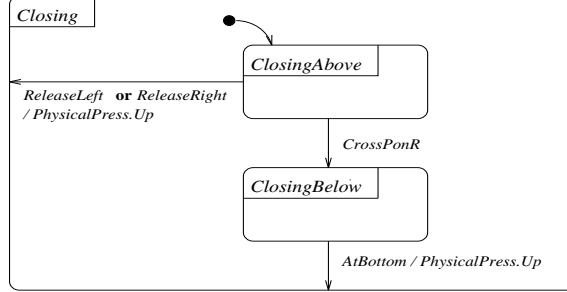 Closing
ClosingAbove
ReleaseLeft or ReleaseRight
/ PhysicalPress.Up
CrossPonR
ClosingBelow
AtBottom / PhysicalPress.Up